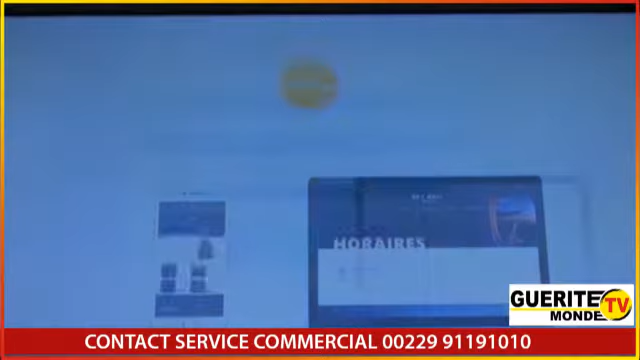 HORAIRES
GUERITE
TV
MONDE
CONTACT SERVICE COMMERCIAL 00229 91191010